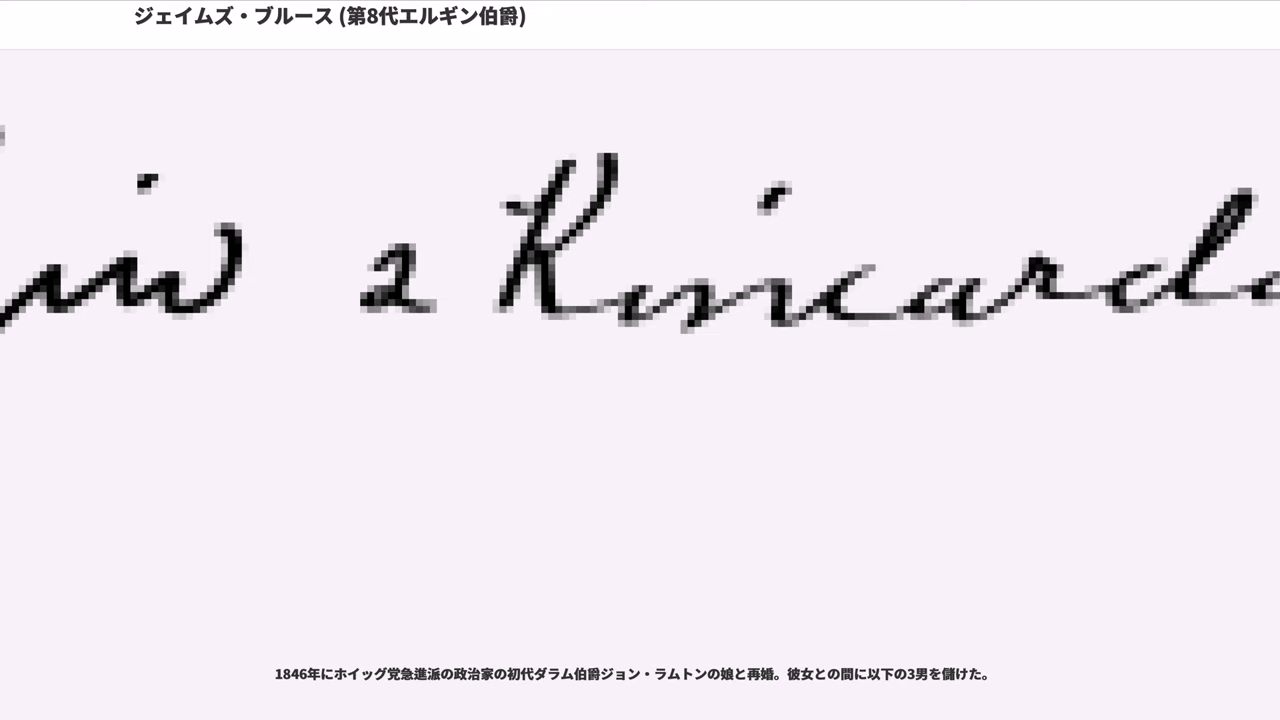 ジェイムズ・ブルース (第8代エルギン伯爵)
& Kincard
1846年にホイッグ党急進派の政治家の初代ダラム伯爵ジョン・ラムトンの娘と再婚。彼女との間に以下の3男を儲けた。